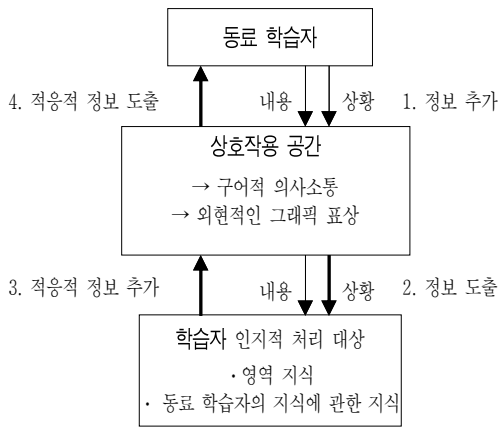 동료 학습자
4. 적응적 정보 도출
내용
상황
1. 정보 추가
상호작용 공간
→ 구어적 의사소통
→ 외현적인 그래픽 표상
3. 적응적 정보 추가
내용
상황
2. 정보 도출
학습자 인지적 처리 대상
·영역 지식
· 동료 학습자의 지식에 관한 지식